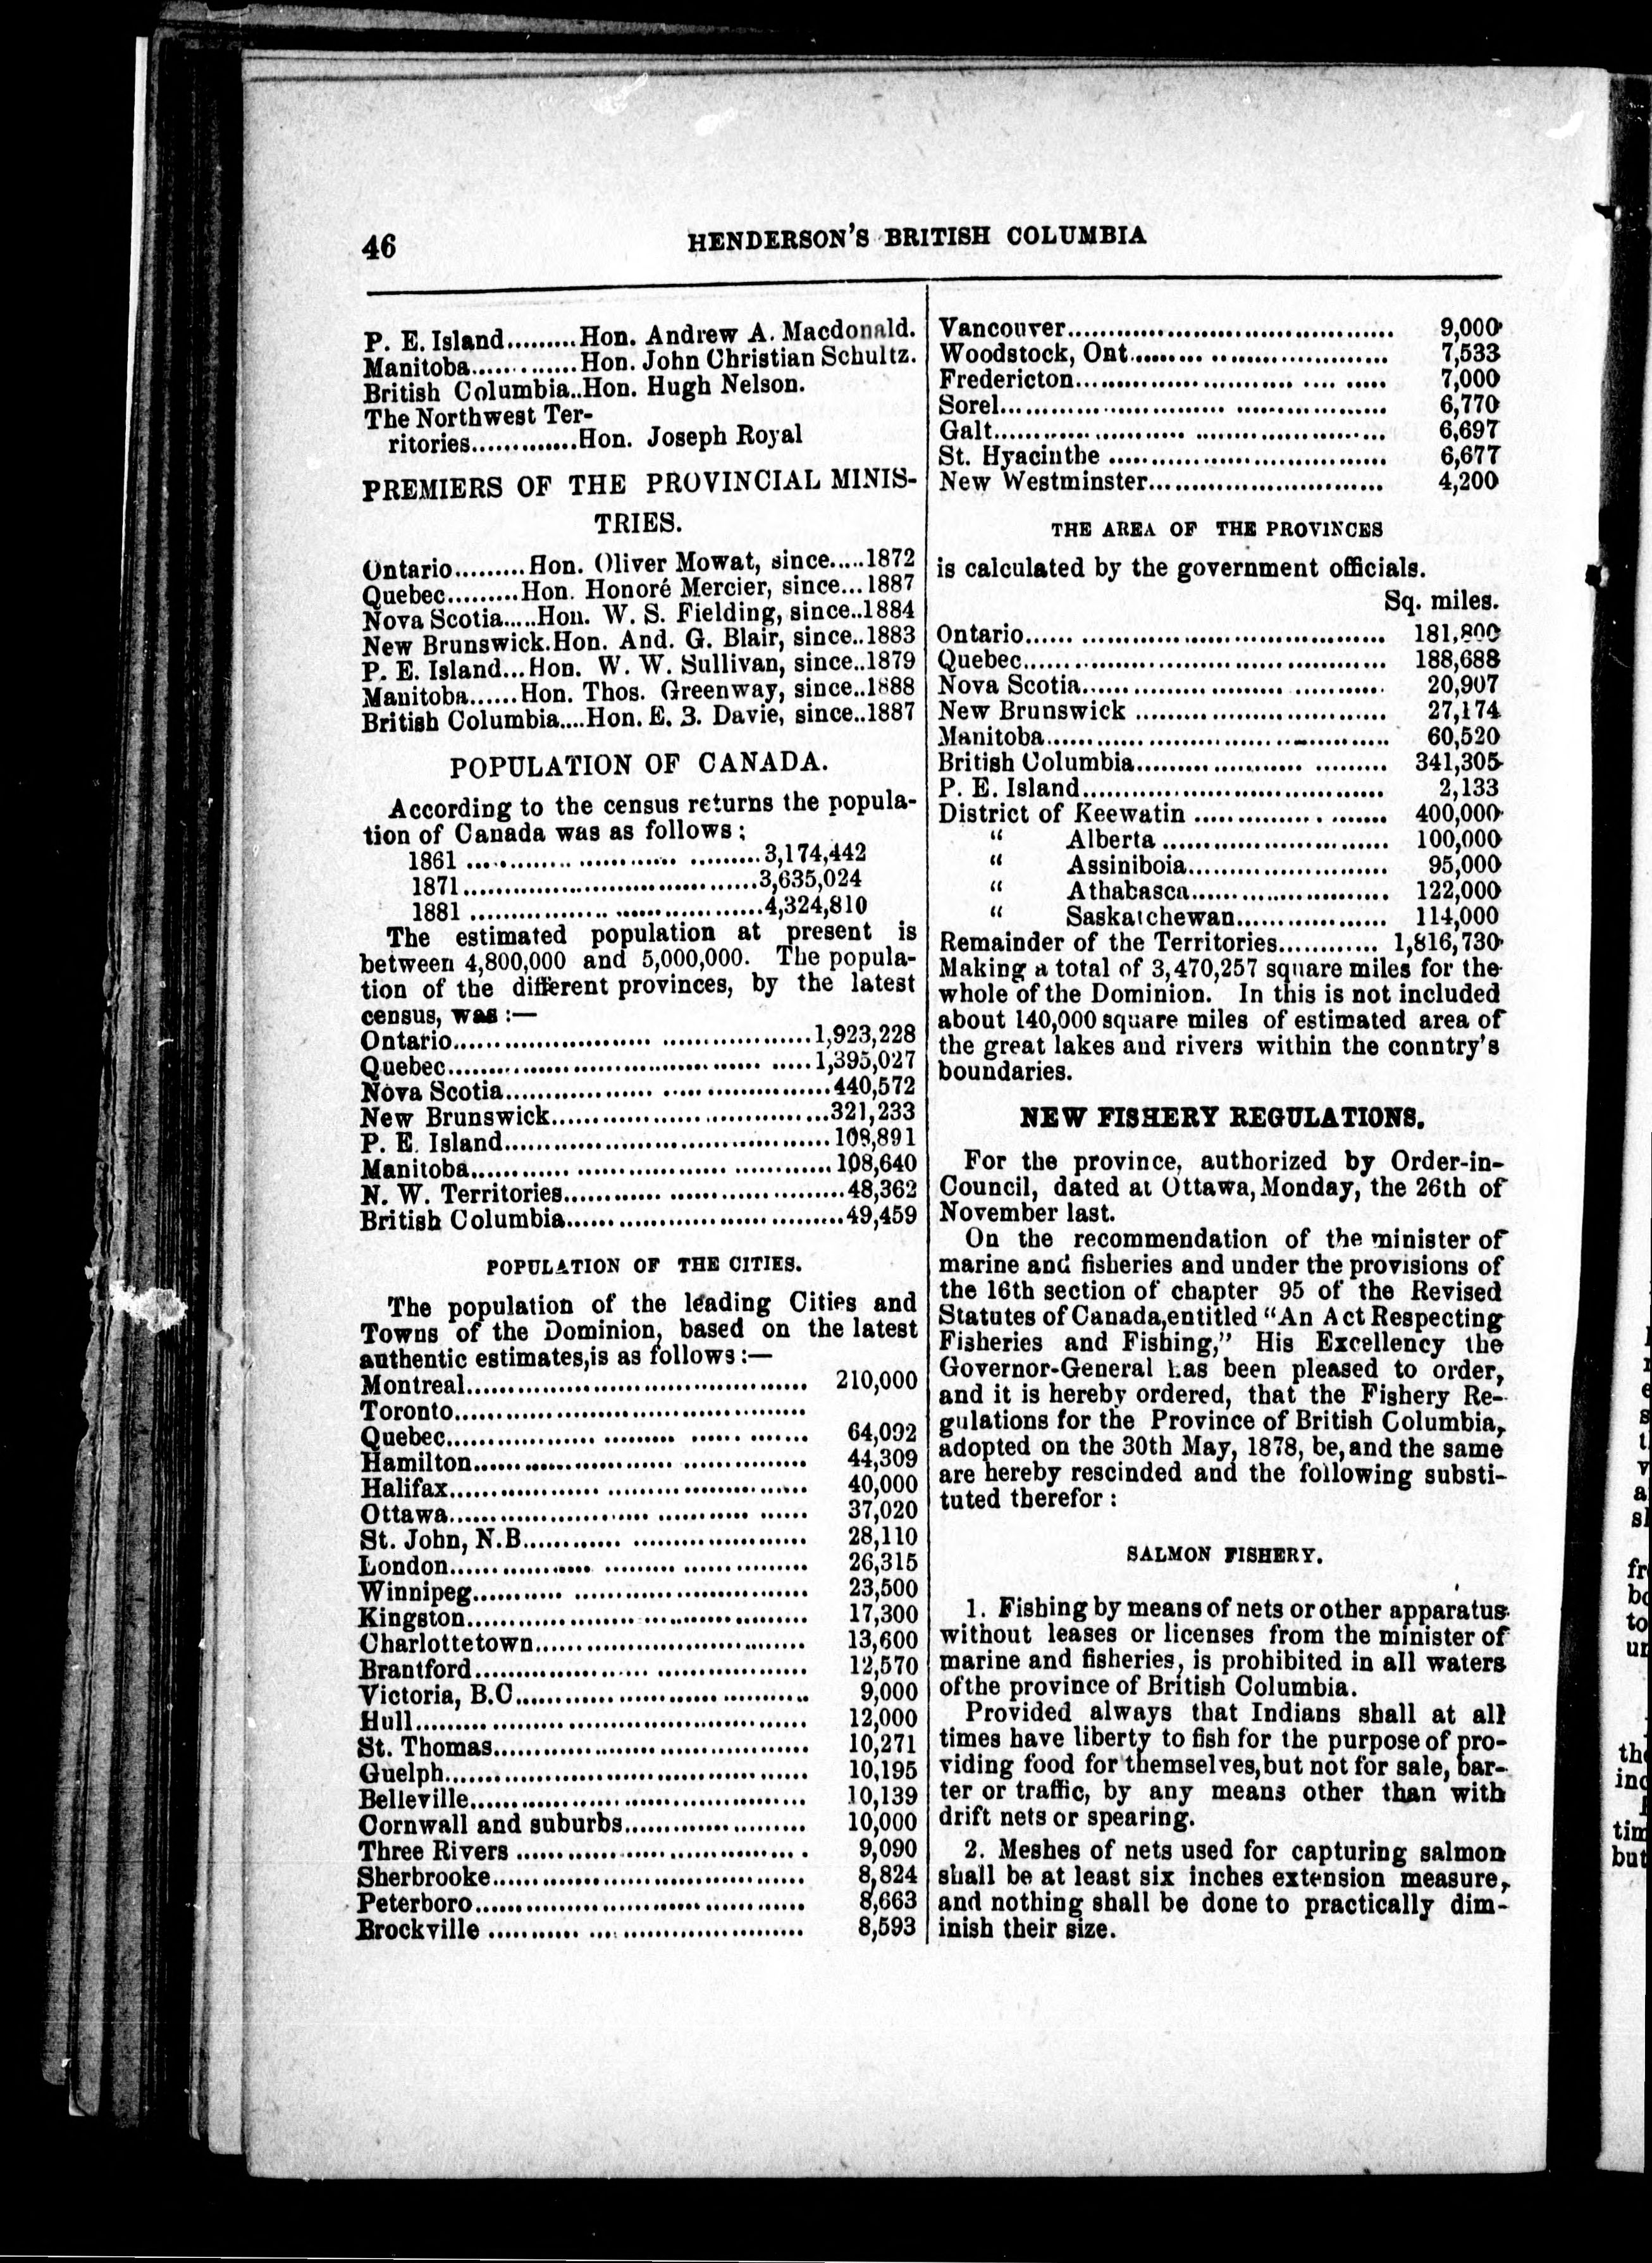 46
HENDERSON'S BRITISH COLUMBIA
P. E. Island.........Hon. Andrew A. Macdonald.
Manitoba.............Hon. John Christian Schultz.
British Columbia..Hon. Hugh Nelson.
The Northwest Ter-
ritories.............Hon. Joseph Royal
PREMIERS OF THE PROVINCIAL MINIS-
TRIES.
Ontario.........Hon. Oliver Mowat, since.....1872
Quebec.........Hon. Honoré Mercier, since...1887
Nova Scotia.....Hon. W. S. Fielding, since..1884
New Brunswick.Hon. And. G. Blair, since..1883
P. E. Island...Hon. W. W. Sullivan, since..1879
Manitoba......Hon. Thos. Greenway, since..1888
British Columbia....Hon. E. B. Davie, since..1887
POPULATION OF CANADA.
According to the census returns the popula-
tion of Canada was as follows:
1861 ....................................3,174,442
1871....................................3,635,024
1881 ....................................4,324,810
The estimated population at present is
between 4,800,000 and 5,000,000. The popula-
tion of the different provinces, by the latest
census, was :—
Ontario..........................................1,923,228
Quebec..........................................1,395,027
Nova Scotia.......................................440,572
New Brunswick..................................321,233
P. E. Island.......................................108,891
Manitoba..........................................108,640
N. W. Territories...................................48,362
British Columbia..................................49,459
POPULATION OF THE CITIES.
The population of the leading Cities and
Towns of the Dominion, based on the latest
authentic estimates,is as follows:—
Montreal.......................................... 210,000
Toronto..........................................
Quebec.......................................... 64,092
Hamilton.......................................... 44,309
Halifax.......................................... 40,000
Ottawa.......................................... 37,020
St. John, N.B.................................. 28,110
London.......................................... 26,315
Winnipeg.......................................... 23,500
Kingston.......................................... 17,300
Charlottetown.................................. 13,600
Brantford.......................................... 12,570
Victoria, B.C.................................... 9,000
Hull.......................................... 12,000
St. Thomas....................................... 10,271
Guelph.......................................... 10,195
Belleville.......................................... 10,139
Cornwall and suburbs....................... 10,000
Three Rivers .................................... 9,090
Sherbrooke....................................... 8,824
Peterboro.......................................... 8,663
Brockville ....................................... 8,593
Vancouver.......................................... 9,000
Woodstock, Ont................................. 7,533
Fredericton....................................... 7,000
Sorel.......................................... 6,770
Galt.......................................... 6,697
St. Hyacinthe .................................. 6,677
New Westminster............................. 4,200
THE AREA OF THE PROVINCES
is calculated by the government officials.
Sq. miles.
Ontario.......................................... 181,800
Quebec.......................................... 188,688
Nova Scotia....................................... 20,907
New Brunswick ................................ 27,174
Manitoba.......................................... 60,520
British Columbia............................... 341,305
P. E. Island....................................... 2,133
District of Keewatin ........................ 400,000
“ Alberta ............................ 100,000
“ Assiniboia........................ 95,000
“ Athabasca........................ 122,000
“ Saskatchewan.................. 114,000
Remainder of the Territories............ 1,816,730
Making a total of 3,470,257 square miles for the
whole of the Dominion. In this is not included
about 140,000 square miles of estimated area of
the great lakes and rivers within the conntry's
boundaries.
NEW FISHERY REGULATIONS.
For the province, authorized by Order-in-
Council, dated at Ottawa, Monday, the 26th of
November last.
On the recommendation of the minister of
marine and fisheries and under the provisions of
the 16th section of chapter 95 of the Revised
Statutes of Canada,entitled “An Act Respecting
Fisheries and Fishing,” His Excellency the
Governor-General has been pleased to order,
and it is hereby ordered, that the Fishery Re-
gulations for the Province of British Columbia,
adopted on the 30th May, 1878, be, and the same
are hereby rescinded and the following substi-
tuted therefor :
SALMON FISHERY.
1. Fishing by means of nets or other apparatus
without leases or licenses from the minister of
marine and fisheries, is prohibited in all waters
of the province of British Columbia.
Provided always that Indians shall at all
times have liberty to fish for the purpose of pro-
viding food for themselves,but not for sale, bar-
ter or traffic, by any means other than with
drift nets or spearing.
2. Meshes of nets used for capturing salmon
shall be at least six inches extension measure,
and nothing shall be done to practically dim-
inish their size.